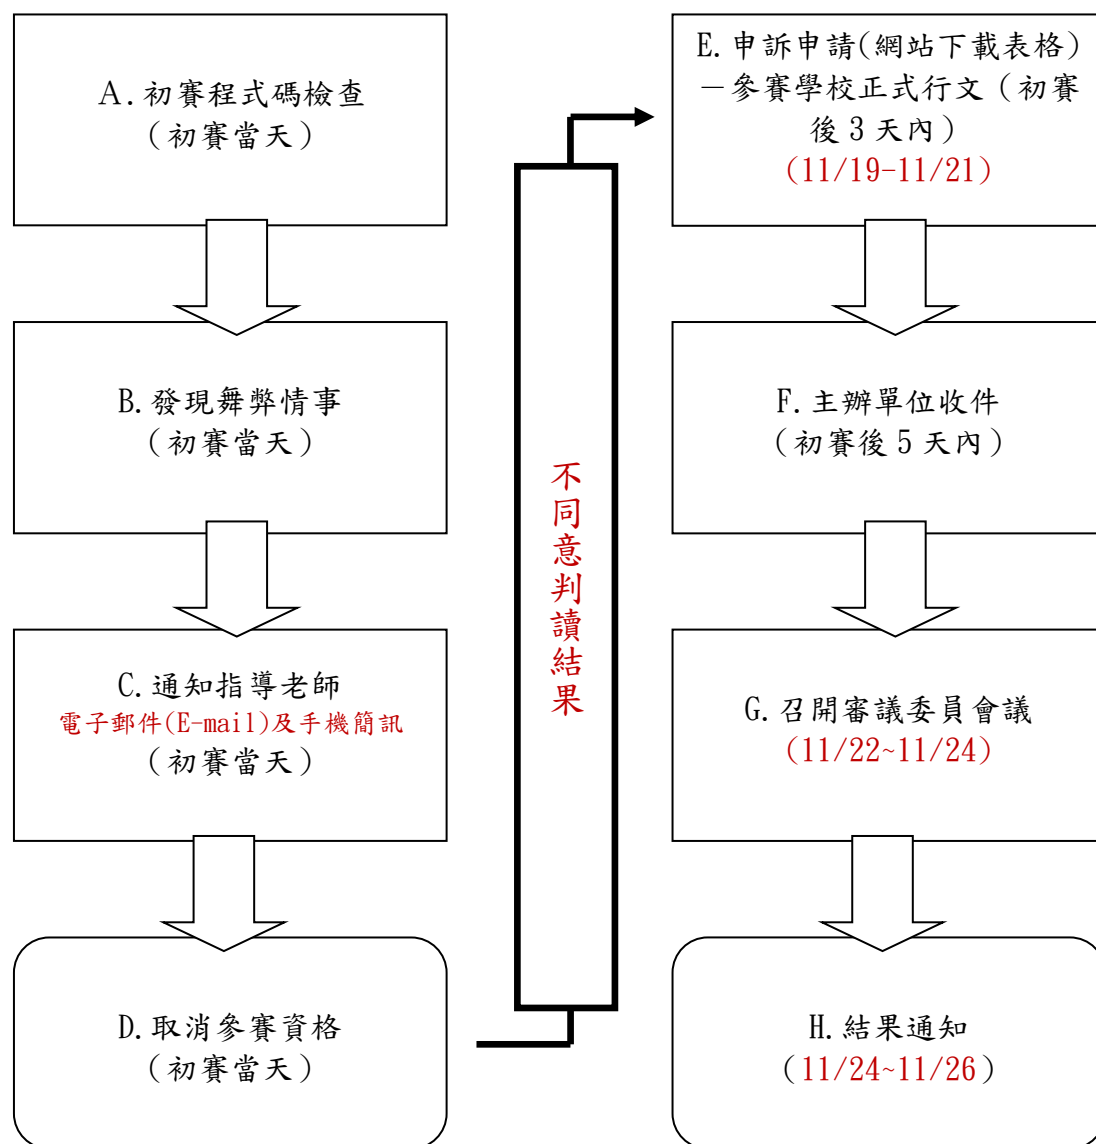 A.初賽程式碼檢查
(初賽當天)
B.發現舞弊情事
(初賽當天)
C.通知指導老師
電子郵件(E-mail)及手機簡訊
(初賽當天)
D.取消參賽資格
(初賽當天)
不同意判讀結果
E.申訴申請(網站下載表格)
－參賽學校正式行文（初賽
後 3 天內）
(11/19-11/21)
F.主辦單位收件
（初賽後 5 天內）
G.召開審議委員會議
(11/22~11/24)
H.結果通知
（11/24~11/26）